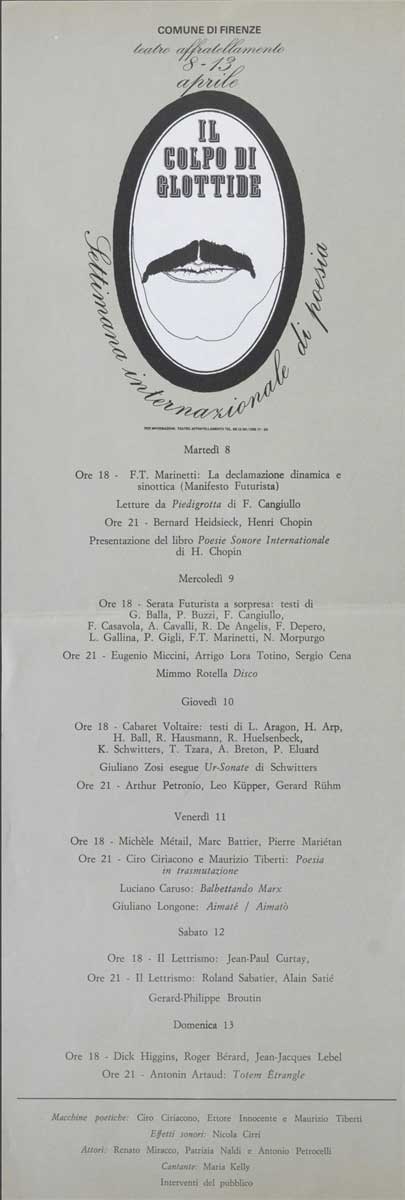 COMUNE DI FIRENZE
teatro affratellamento
8-13
aprile
IL
COLPO DI
GLOTTIDE
Settimana internazionale di poesia
PER INFORMAZIONI: TEATRO AFFRATELLAMENTO TEL.
Martedì 8
Ore 18 - F.T. Marinetti: La declamazione dinamica e
sinottica (Manifesto Futurista)
Letture da Piedigrotta di F. Cangiullo
Ore 21 - Bernard Heidsieck, Henri Chopin
Presentazione del libro Poesie Sonore Internationale
di H. Chopin
Mercoledì 9
Ore 18 - Serata Futurista a sorpresa: testi di
G. Balla, P. Buzzi, F. Cangiullo,
F. Casavola, A. Cavalli, R. De Angelis, F. Depero,
L. Gallina, P. Gigli, F.T. Marinetti, N. Morpurgo
Ore 21 - Eugenio Miccini, Arrigo Lora Totino, Sergio Cena
Mimmo Rotella Disco
Giovedì 10
Ore 18 - Cabaret Voltaire: testi di L. Aragon, H. Arp,
H. Ball, R. Hausmann, R. Huelsenbeck,
K. Schwitters, T. Tzara, A. Breton, P. Eluard
Giuliano Zosi esegue Ur-Sonate di Schwitters
Ore 21 - Arthur Petronio, Leo Küpper, Gerard Rühm
Venerdì 11
Ore 18 - Michèle Métail, Marc Battier, Pierre Mariétan
Ore 21 - Ciro Ciriacono e Maurizio Tiberti: Poesia
in trasmutazione
Luciano Caruso: Balbettando Marx
Giuliano Longone: Aimaté / Aimatò
Sabato 12
Ore 18 - Il Lettrismo: Jean-Paul Curtay,
Ore 21 - Il Lettrismo: Roland Sabatier, Alain Satié
Gerard-Philippe Broutin
Domenica 13
Ore 18 - Dick Higgins, Roger Bérard, Jean-Jacques Lebel
Ore 21 - Antonin Artaud: Totem Étrangle
Macchine poetiche: Ciro Ciriacono, Ettore Innocente e Maurizio Tiberti
Effetti sonori: Nicola Cirri
Attori: Renato Miracco, Patrizia Naldi e Antonio Petrocelli
Cantante: Maria Kelly
Interventi del pubblico